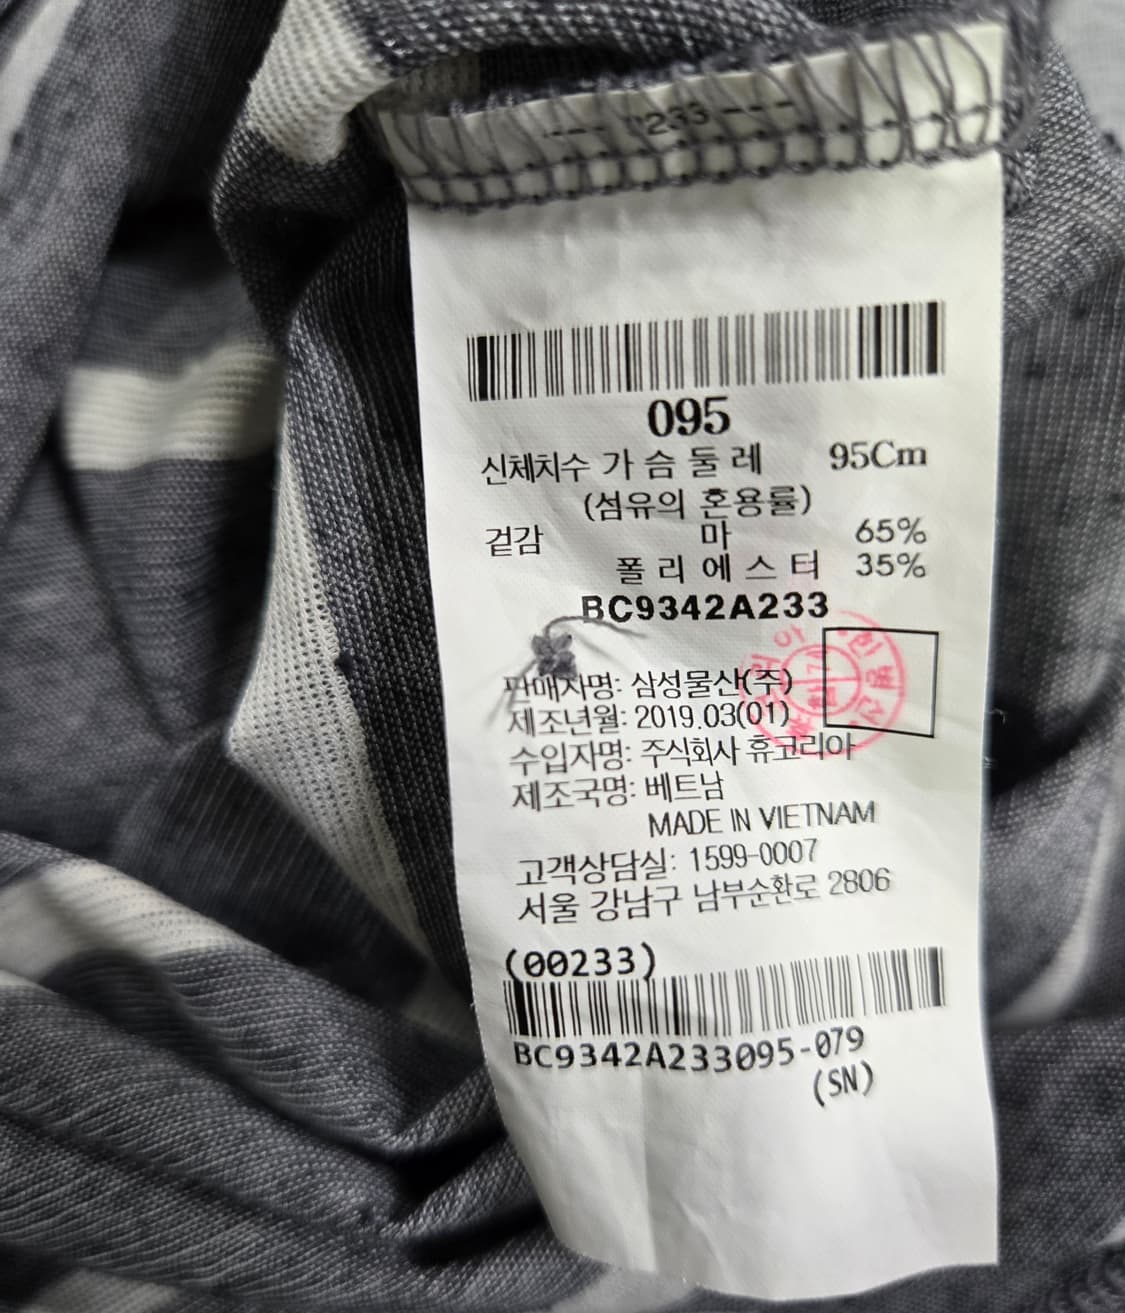 --- 233 ---
095
신체치수 가 슴 둘 레 95Cm
(섬유의 혼용률)
겉감 마 65%
폴 리 에 스 터 35%
BC9342A233
판매자명: 삼성물산(주)
제조년월: 2019.03(01)
수입자명: 주식회사 휴고리아
제조국명: 베트남
MADE IN VIETNAM
고객상담실: 1599-0007
서울 강남구 남부순환로 2806
(00233)
BC9342A233095-079
(SN)